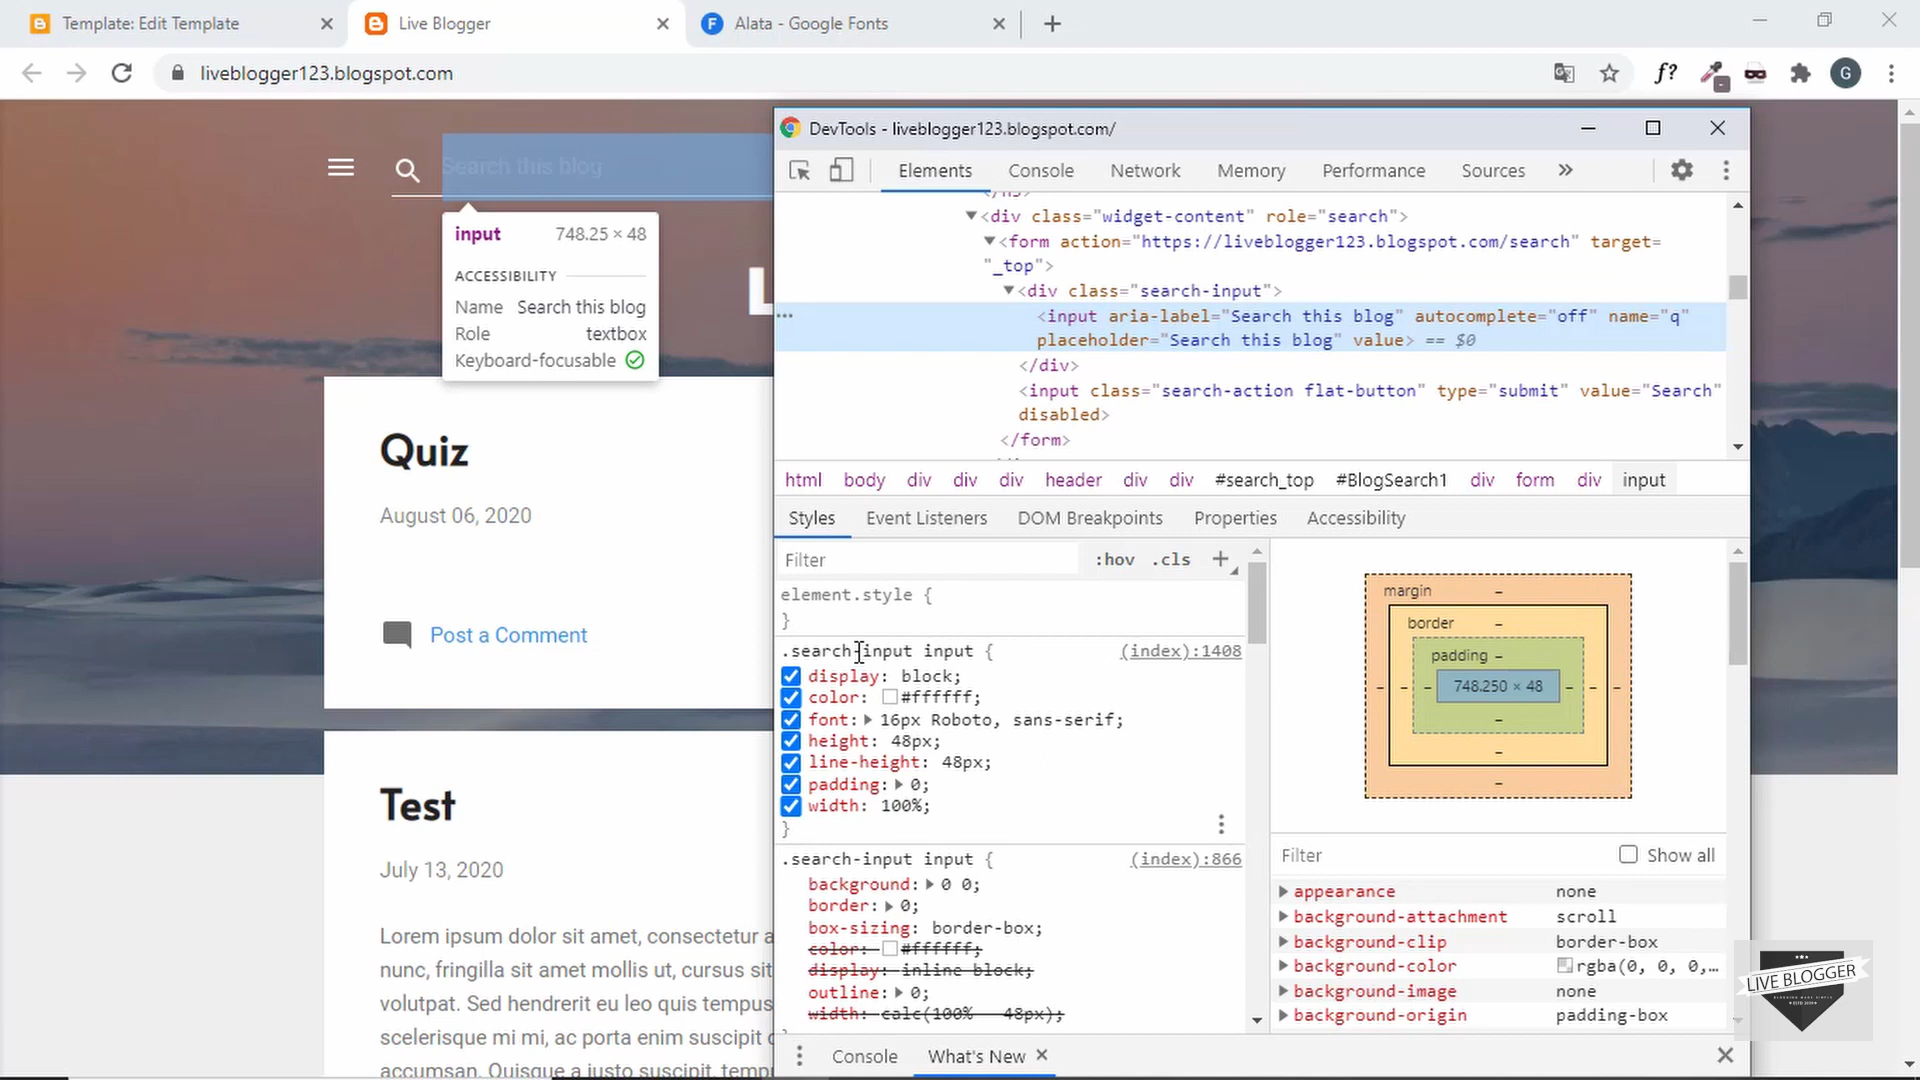 Template: Edit Template
Live Blogger
Alata - Google Fonts
liveblogger123.blogspot.com
f?
G
Search this blog
input 748.25 × 48
ACCESSIBILITY
Name Search this blog
Role textbox
Keyboard-focusable
L
Quiz
August 06, 2020
Post a Comment
Test
July 13, 2020
Lorem ipsum dolor sit amet, consectetur a
nunc, fringilla sit amet mollis ut, cursus sit
volutpat. Sed hendrerit eu leo quis tempus
scelerisque mi mi, ac porta enim suscipit
accumsan. Quisque a justo suscipit, temp
DevTools - liveblogger123.blogspot.com/
Elements Console Network Memory Performance Sources »
<div class="widget-content" role="search">
<form action="https://liveblogger123.blogspot.com/search" target=
"_top">
<div class="search-input">
<input aria-label="Search this blog" autocomplete="off" name="q"
placeholder="Search this blog" value> == $0
</div>
<input class="search-action flat-button" type="submit" value="Search"
disabled>
</form>
html body div div div header div div #search_top #BlogSearch1 div form div input
Styles Event Listeners DOM Breakpoints Properties Accessibility
Filter :hov .cls +
element.style {
}
.search-input input { (index):1408
display: block;
color: #ffffff;
font: 16px Roboto, sans-serif;
height: 48px;
line-height: 48px;
padding: 0;
width: 100%;
}
.search-input input { (index):866
background: 0 0;
border: 0;
box-sizing: border-box;
color: #ffffff;
display: inline-block;
outline: 0;
width: calc(100% - 48px);
margin –
border –
padding –
748.250 × 48
Filter Show all
appearance none
background-attachment scroll
background-clip border-box
background-color rgba(0, 0, 0,…
background-image none
background-origin padding-box
Console What's New
LIVE BLOGGER